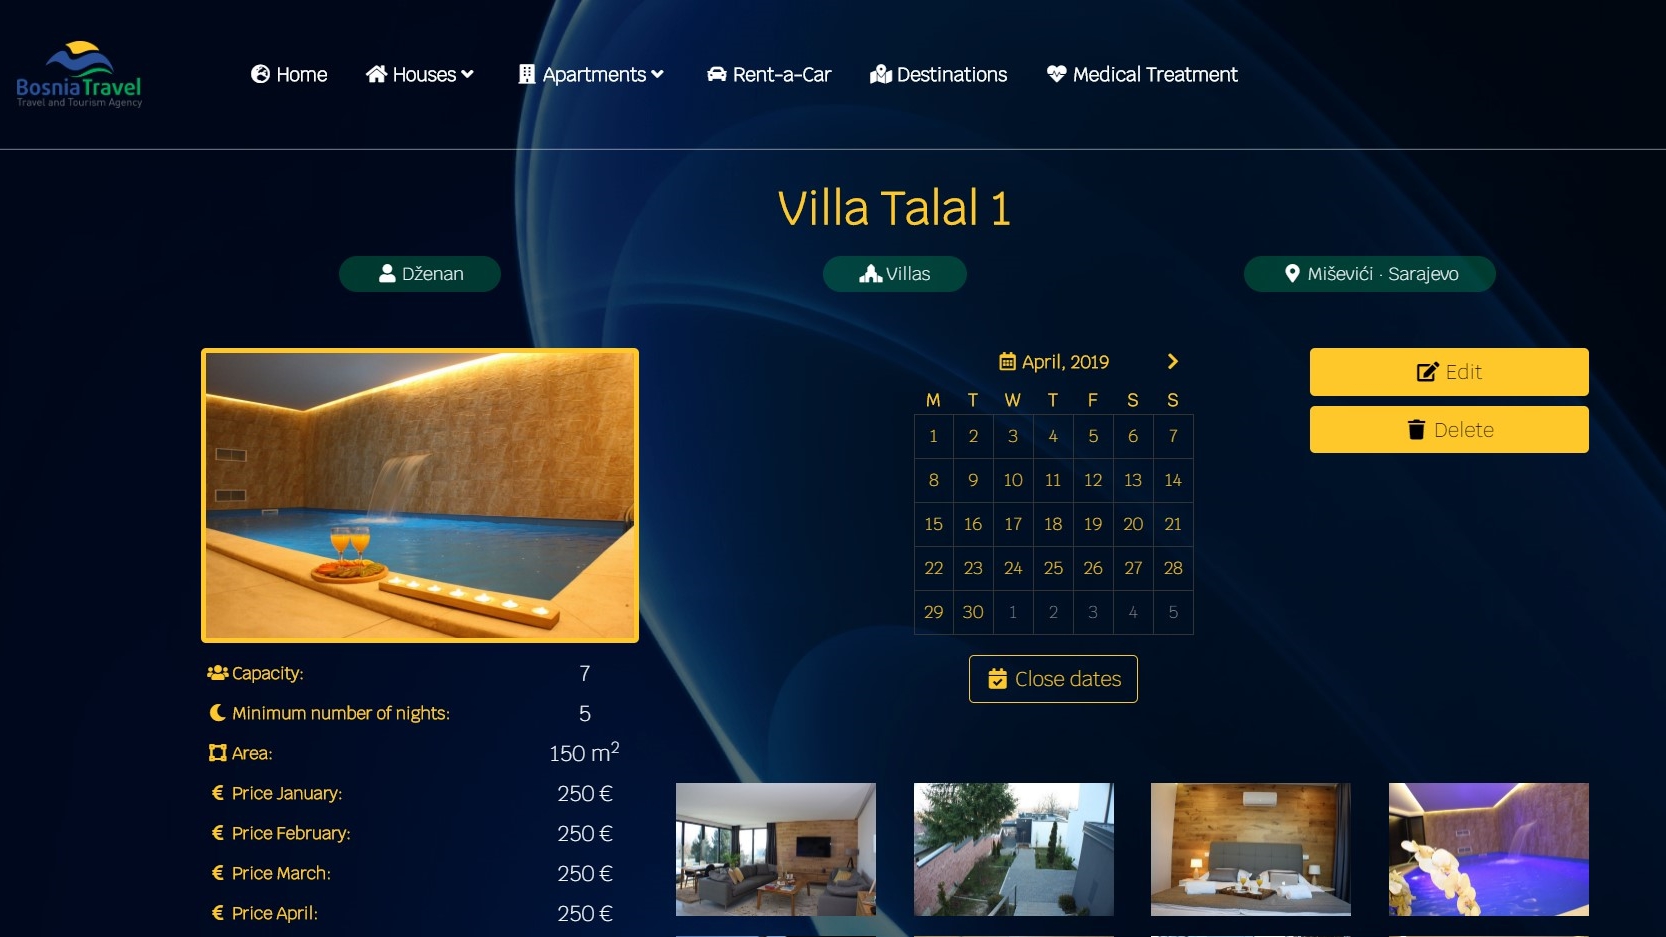 BosniaTravel
Travel and Tourism Agency
Home
Houses
Apartments
Rent-a-Car
Destinations
Medical Treatment
Villa Talal 1
Dženan
Villas
Miševići · Sarajevo
April, 2019
M T W T F S S
1 2 3 4 5 6 7
8 9 10 11 12 13 14
15 16 17 18 19 20 21
22 23 24 25 26 27 28
29 30 1 2 3 4 5
Close dates
Edit
Delete
Capacity: 7
Minimum number of nights: 5
Area: 150 m²
€ Price January: 250 €
€ Price February: 250 €
€ Price March: 250 €
€ Price April: 250 €